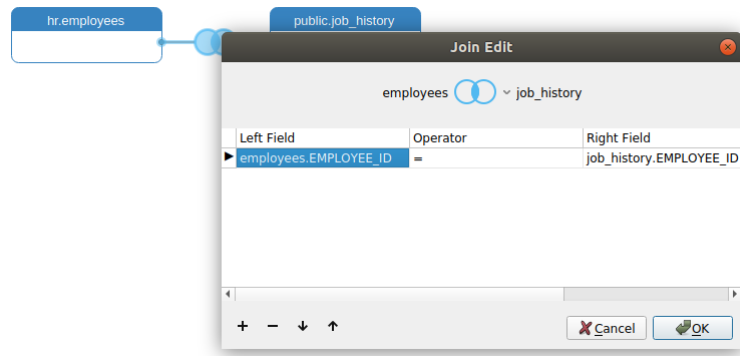 hr.employees
public.job_history
Join Edit
employees job_history
Left Field Operator Right Field
employees.EMPLOYEE_ID = job_history.EMPLOYEE_ID
Cancel OK